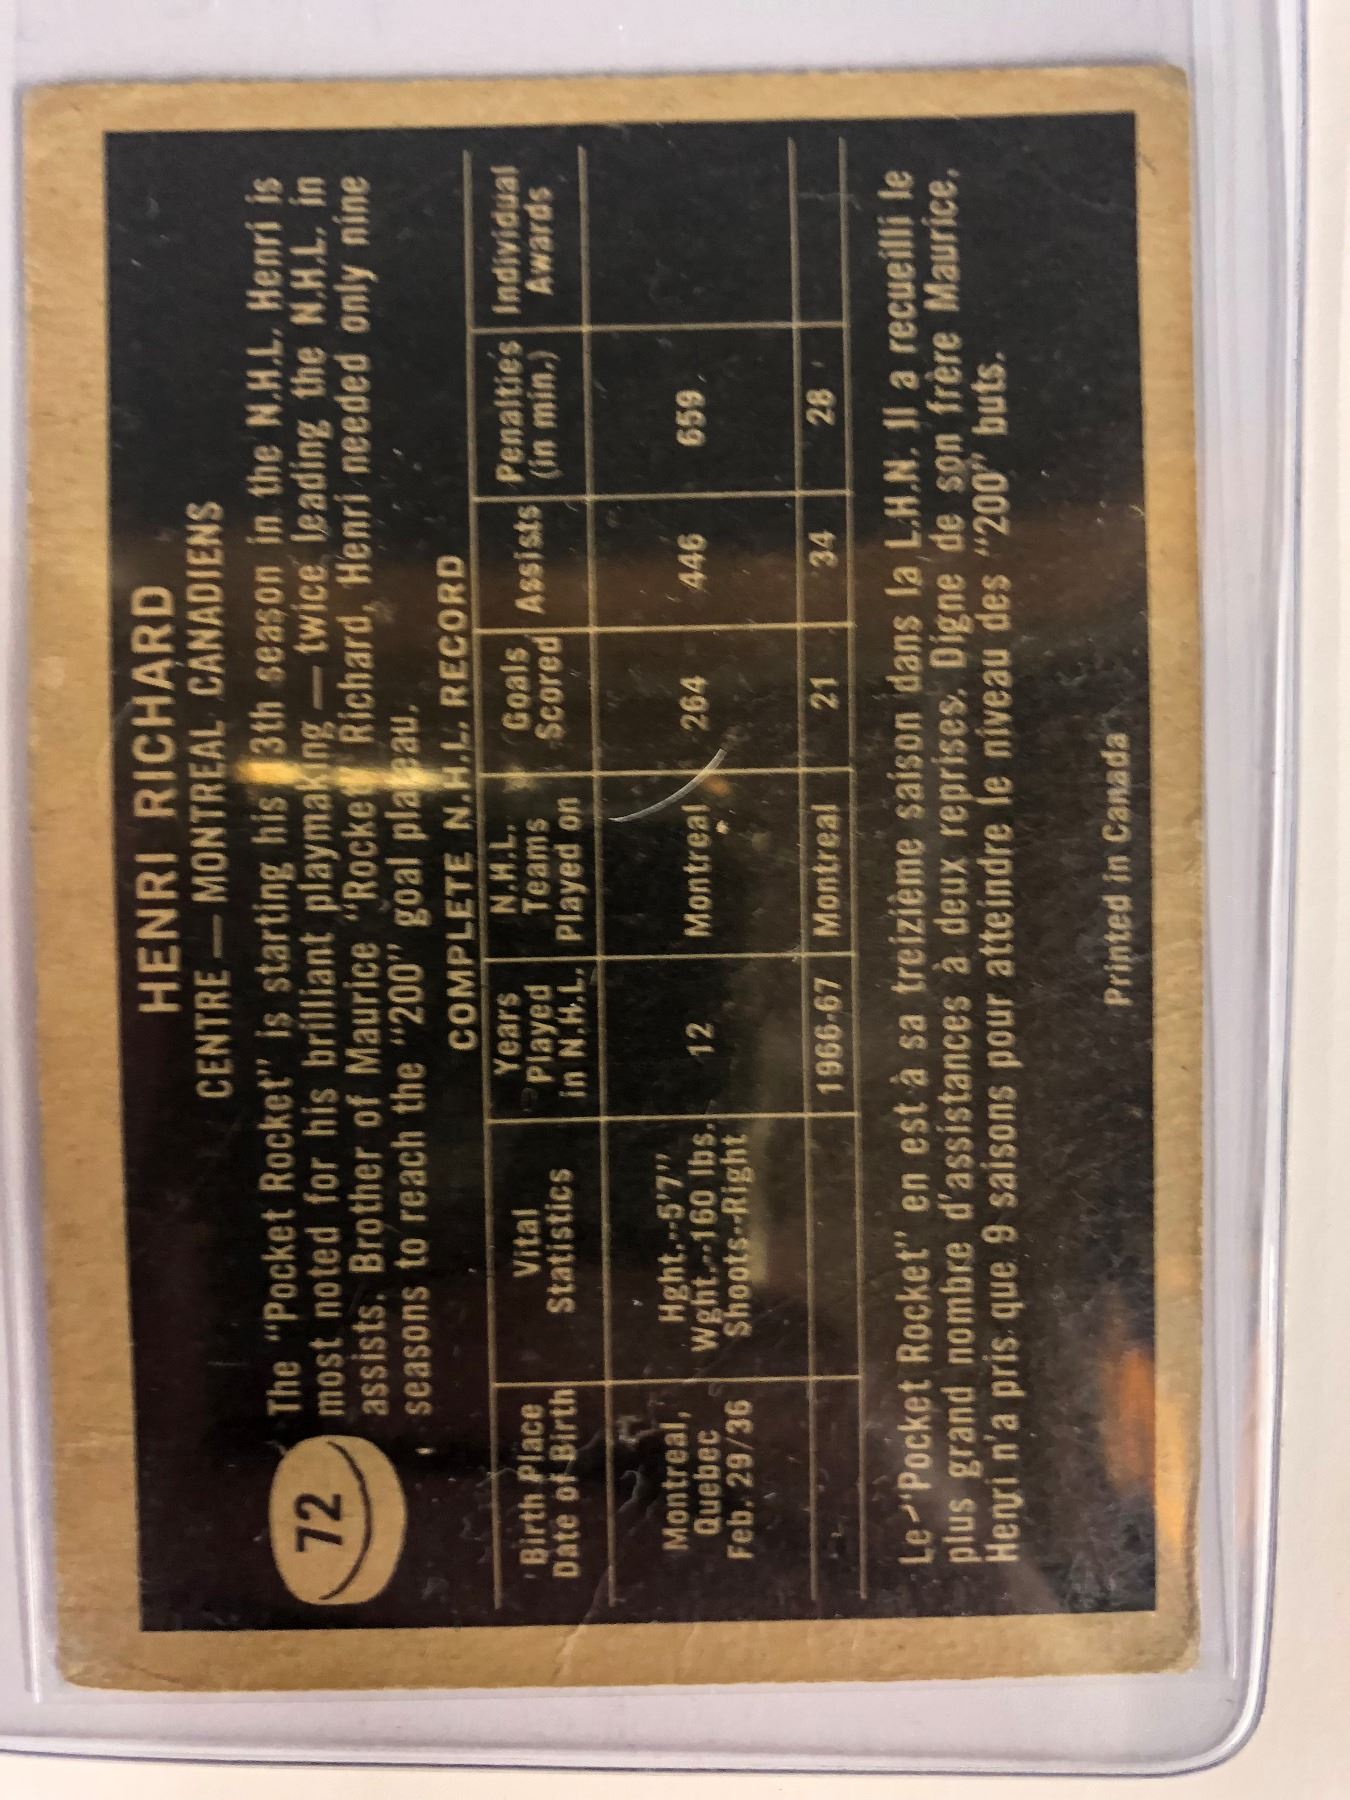 HENRI RICHARD
CENTRE — MONTREAL CANADIENS
72
The "Pocket Rocket" is starting his 13th season in the N.H.L. Henri is
most noted for his brilliant playmaking — twice leading the N.H.L. in
assists. Brother of Maurice "Rocket" Richard, Henri needed only nine
seasons to reach the "200" goal plateau.
COMPLETE N.H.L. RECORD
Birth Place Date of Birth | Vital Statistics | Years Played in N.H.L. | N.H.L. Teams Played on | Goals Scored | Assists | Penalties (in min.) | Individual Awards
Montreal, Quebec Feb. 29/36 | Hght.--5'7" Wght.--160 lbs. Shoots--Right | 12 | Montreal | 264 | 446 | 659
1966-67 | Montreal | 21 | 34 | 28
Le "Pocket Rocket" en est à sa treizième saison dans la L.H.N. Il a recueilli le
plus grand nombre d'assistances à deux reprises. Digne de son frère Maurice,
Henri n'a pris que 9 saisons pour atteindre le niveau des "200" buts.
Printed in Canada